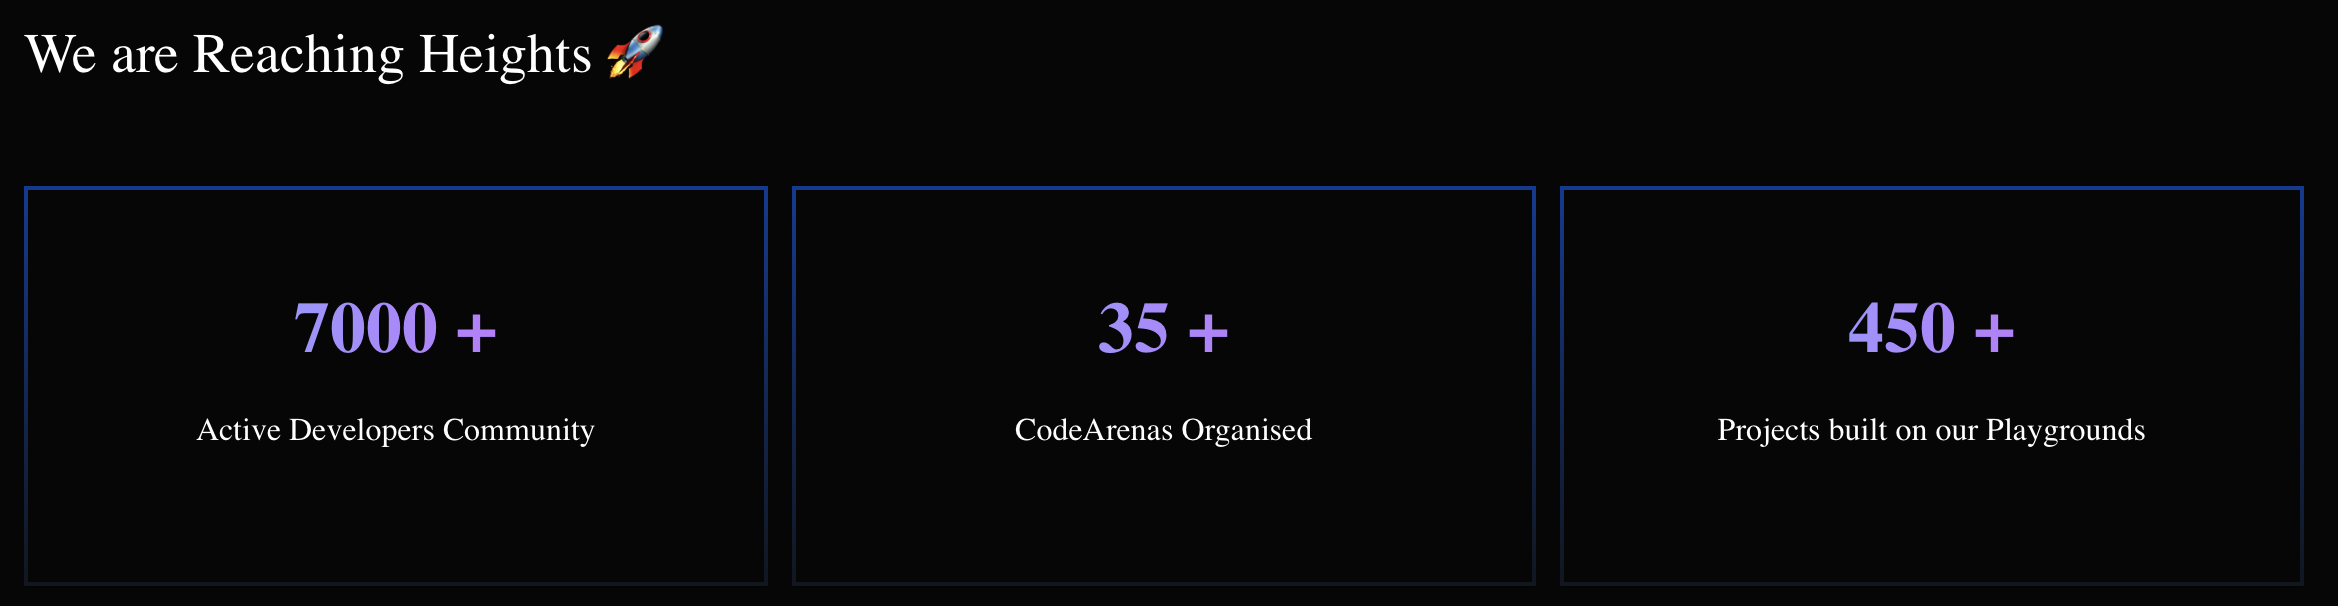 We are Reaching Heights 🚀
7000 +
Active Developers Community
35 +
CodeArenas Organised
450 +
Projects built on our Playgrounds